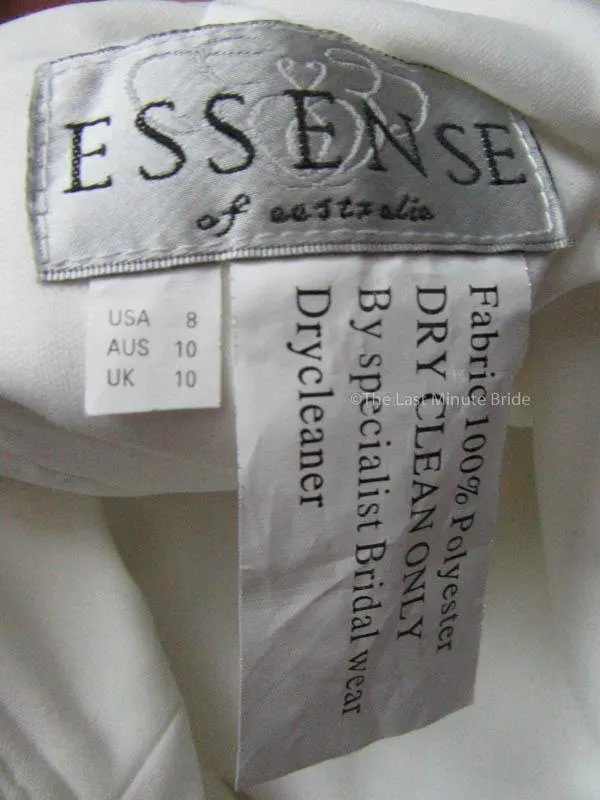 ESSENSE
of australia
USA 8
AUS 10
UK 10
Fabric 100% Polyester
DRY CLEAN ONLY
By specialist Bridal wear
Drycleaner
©The Last Minute Bride